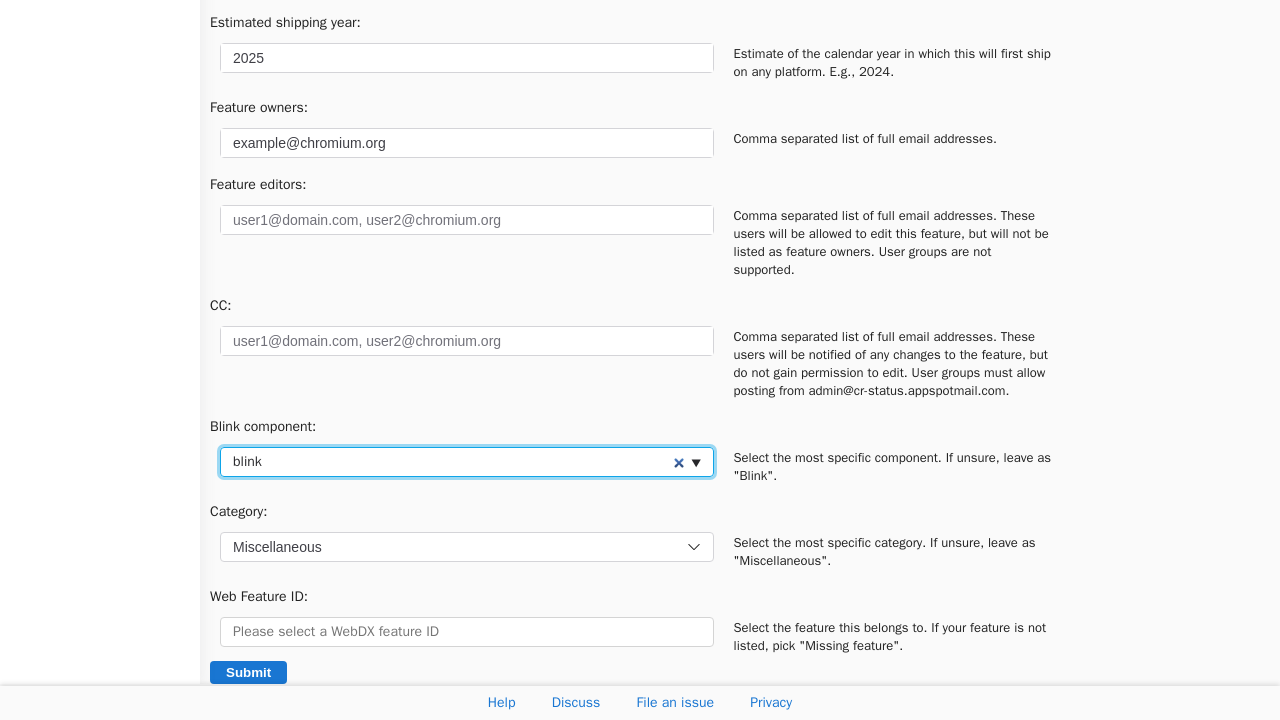 Estimated shipping year:
2025
Estimate of the calendar year in which this will first ship
on any platform. E.g., 2024.
Feature owners:
example@chromium.org
Comma separated list of full email addresses.
Feature editors:
user1@domain.com, user2@chromium.org
Comma separated list of full email addresses. These
users will be allowed to edit this feature, but will not be
listed as feature owners. User groups are not
supported.
CC:
user1@domain.com, user2@chromium.org
Comma separated list of full email addresses. These
users will be notified of any changes to the feature, but
do not gain permission to edit. User groups must allow
posting from admin@cr-status.appspotmail.com.
Blink component:
blink
Select the most specific component. If unsure, leave as
"Blink".
Category:
Miscellaneous
Select the most specific category. If unsure, leave as
"Miscellaneous".
Web Feature ID:
Please select a WebDX feature ID
Select the feature this belongs to. If your feature is not
listed, pick "Missing feature".
Submit
Help Discuss File an issue Privacy